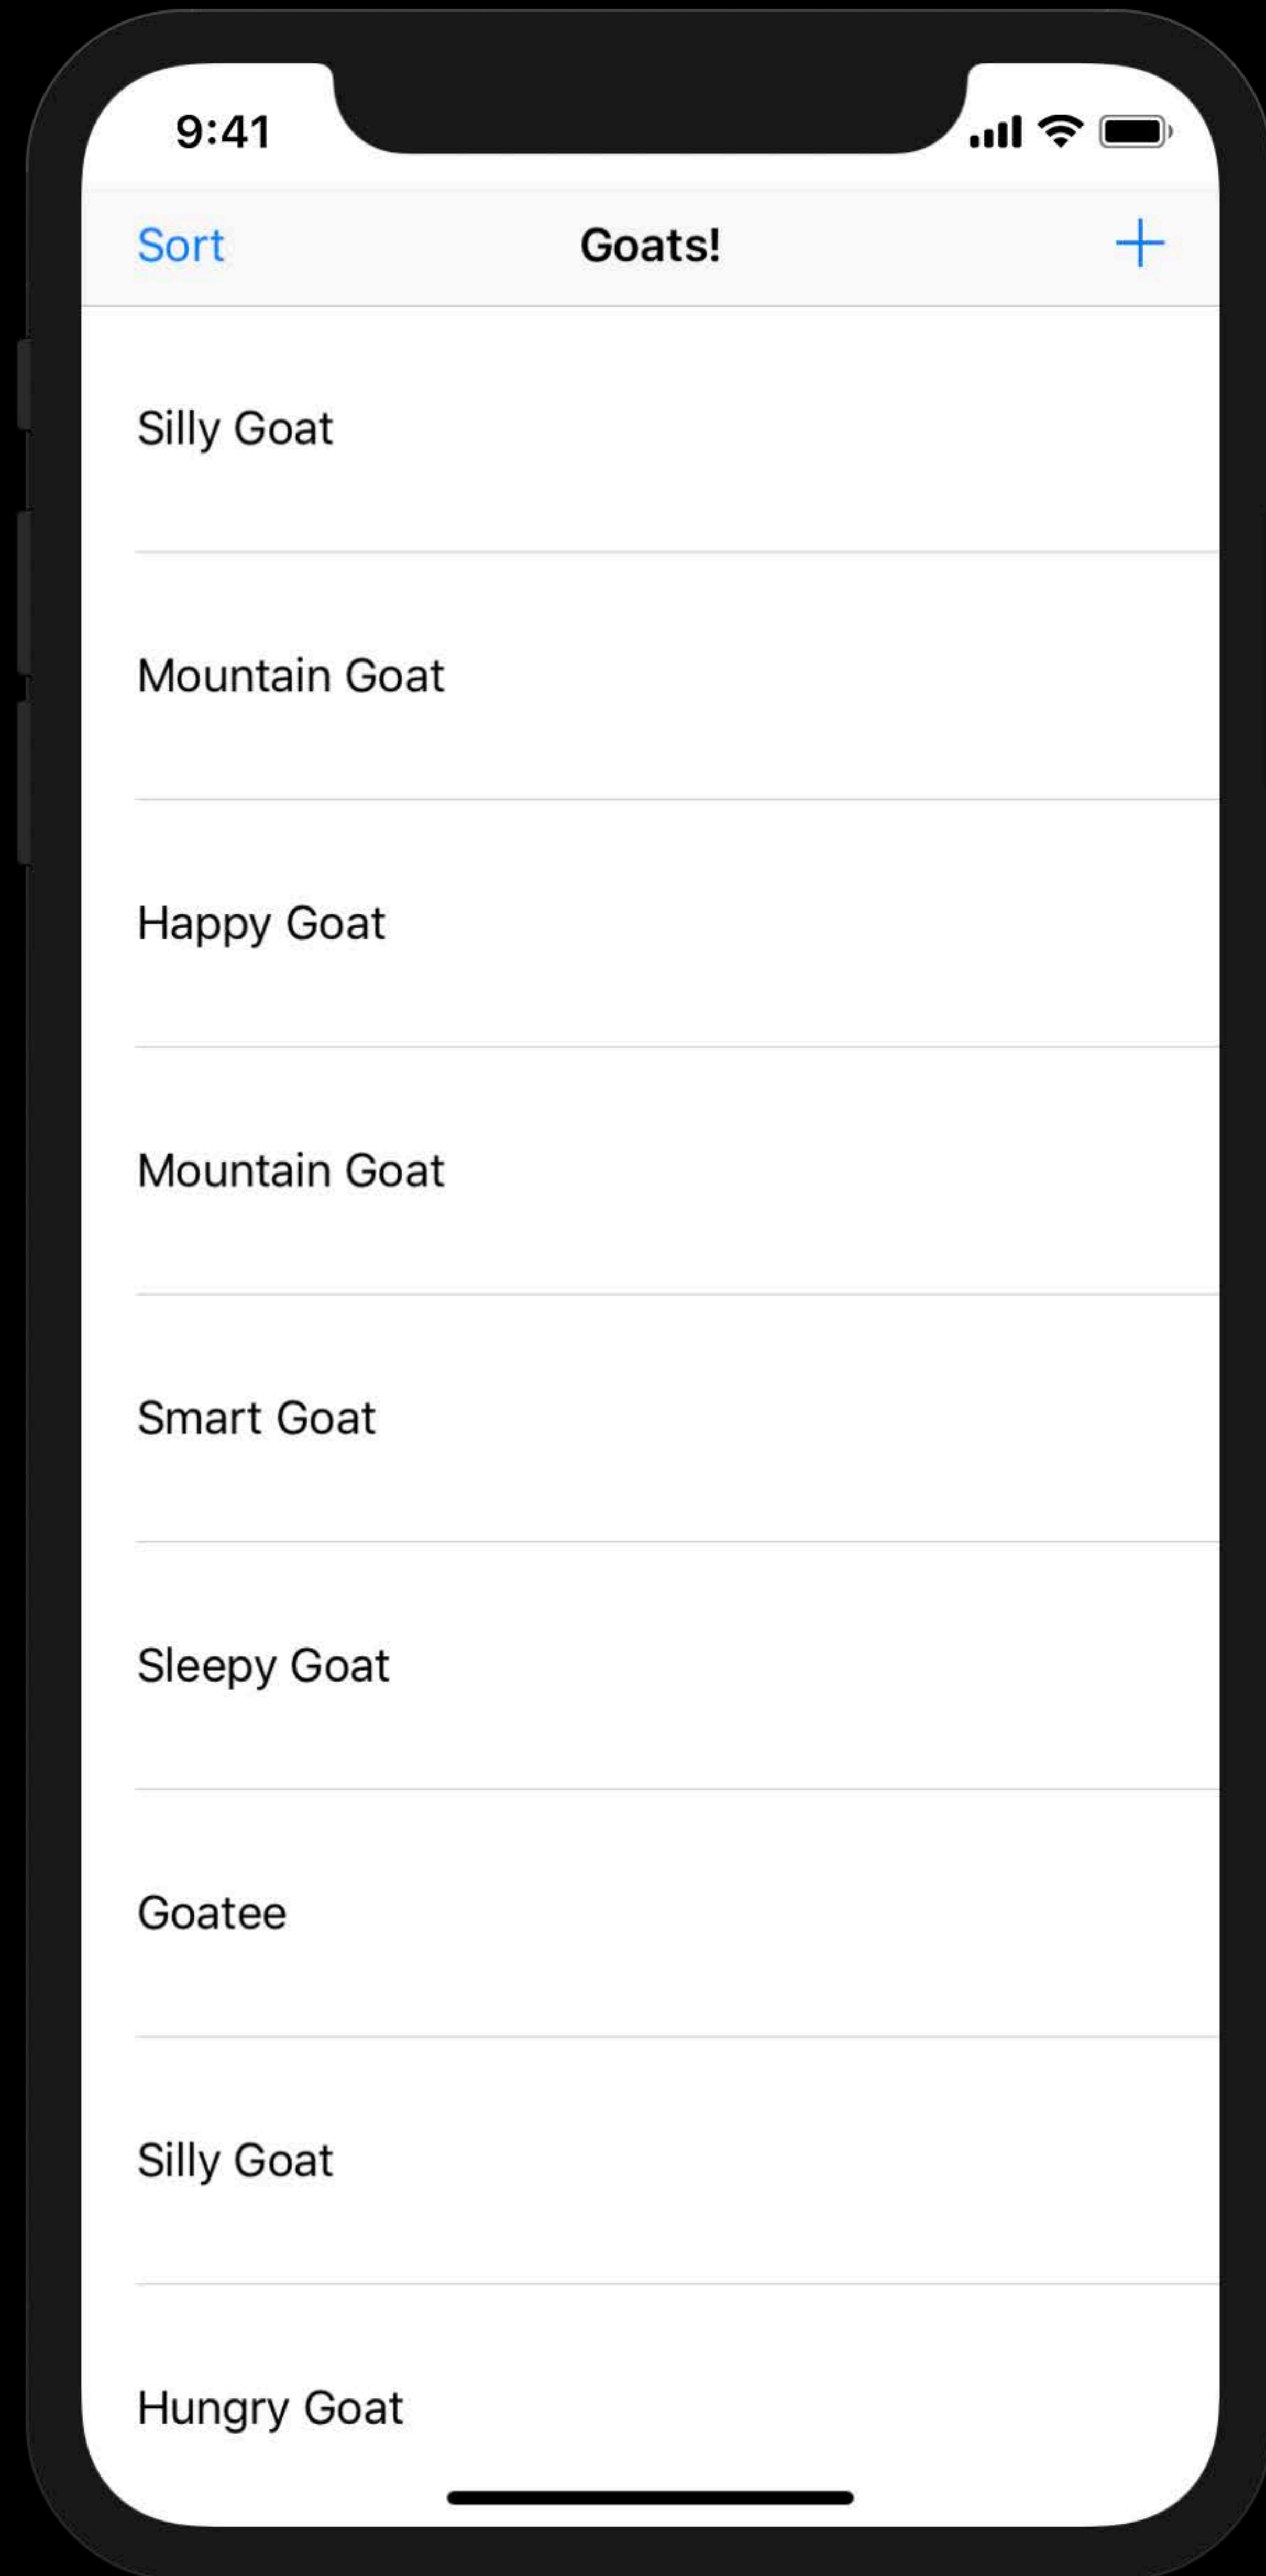 9:41
Sort Goats! +
Silly Goat
Mountain Goat
Happy Goat
Mountain Goat
Smart Goat
Sleepy Goat
Goatee
Silly Goat
Hungry Goat